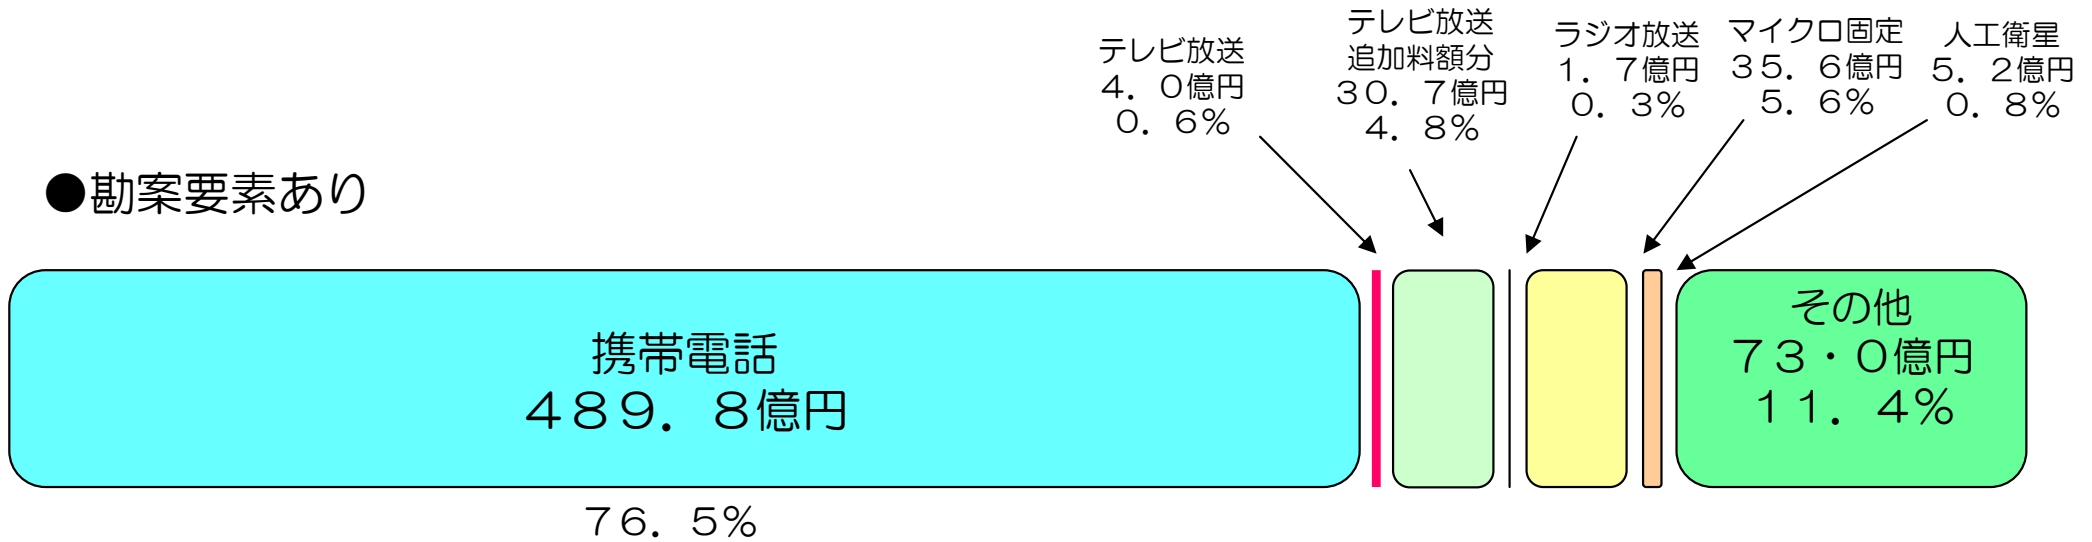 テレビ放送
４．０億円
０．６％
テレビ放送
追加料額分
３０．７億円
４．８％
ラジオ放送
１．７億円
０．３％
マイクロ固定
３５．６億円
５．６％
人工衛星
５．２億円
０．８％
●勘案要素あり
携帯電話
４８９．８億円
７６．５％
その他
７３・０億円
１１．４％